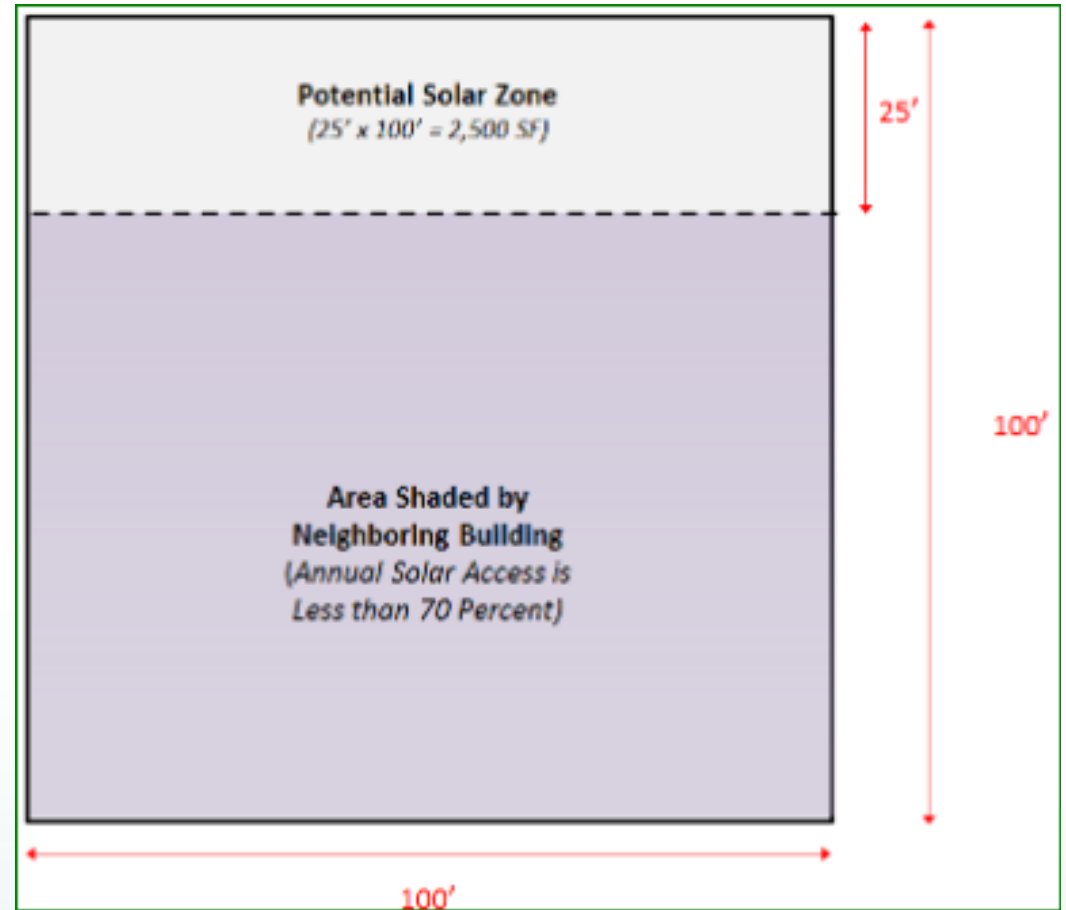 Potential Solar Zone
(25' x 100' = 2,500 SF)
25'
100'
Area Shaded by
Neighboring Building
(Annual Solar Access is
Less than 70 Percent)
100'